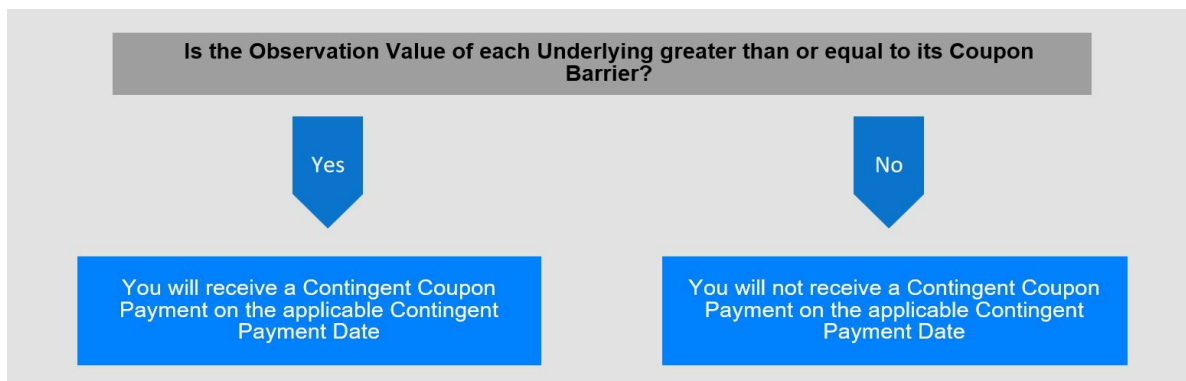 Is the Observation Value of each Underlying greater than or equal to its Coupon
Barrier?
Yes
No
You will receive a Contingent Coupon
Payment on the applicable Contingent
Payment Date
You will not receive a Contingent Coupon
Payment on the applicable Contingent
Payment Date